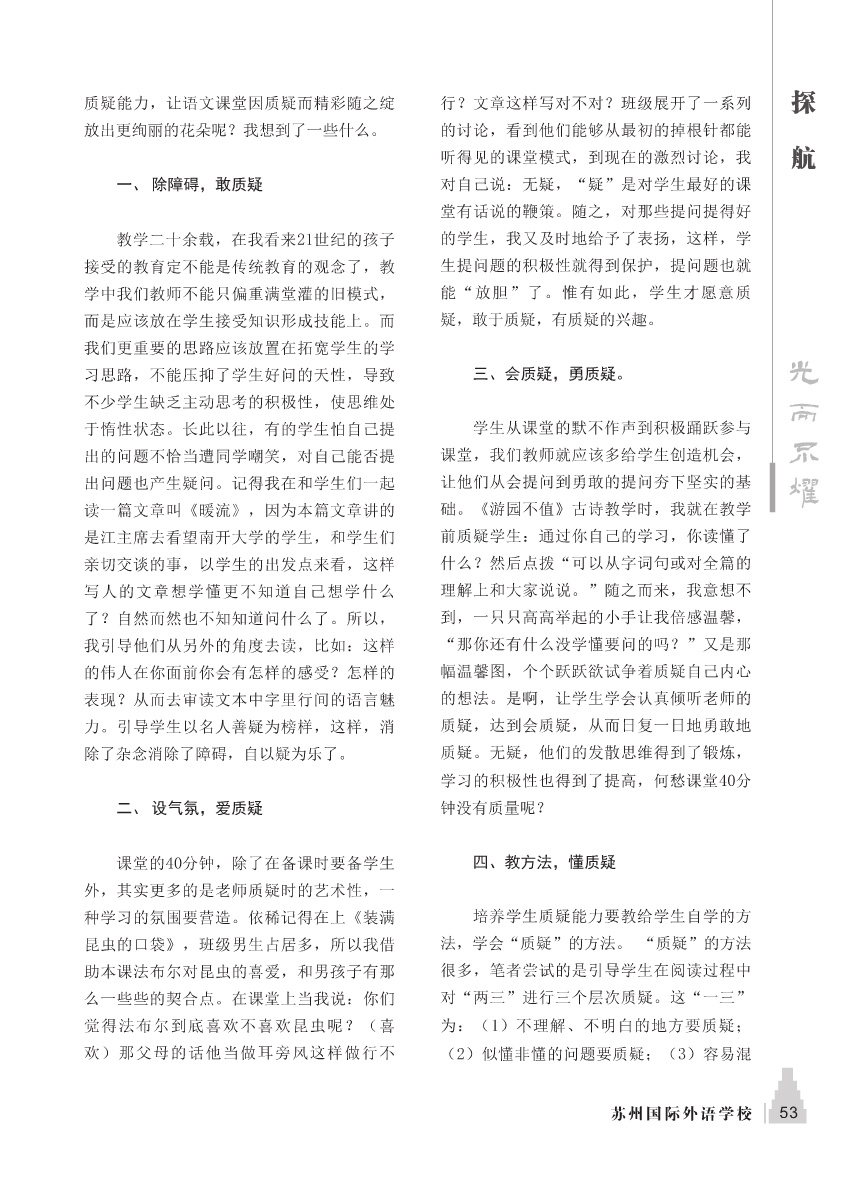 质疑能力，让语文课堂因质疑而精彩随之绽
放出更绚丽的花朵呢？我想到了一些什么。
一、 除障碍，敢质疑
教学二十余载，在我看来21世纪的孩子
接受的教育定不能是传统教育的观念了，教
学中我们教师不能只偏重满堂灌的旧模式，
而是应该放在学生接受知识形成技能上。而
我们更重要的思路应该放置在拓宽学生的学
习思路，不能压抑了学生好问的天性，导致
不少学生缺乏主动思考的积极性，使思维处
于惰性状态。长此以往，有的学生怕自己提
出的问题不恰当遭同学嘲笑，对自己能否提
出问题也产生疑问。记得我在和学生们一起
读一篇文章叫《暖流》，因为本篇文章讲的
是江主席去看望南开大学的学生，和学生们
亲切交谈的事，以学生的出发点来看，这样
写人的文章想学懂更不知道自己想学什么
了？自然而然也不知知道问什么了。所以，
我引导他们从另外的角度去读，比如：这样
的伟人在你面前你会有怎样的感受？怎样的
表现？从而去审读文本中字里行间的语言魅
力。引导学生以名人善疑为榜样，这样，消
除了杂念消除了障碍，自以疑为乐了。
二、 设气氛，爱质疑
课堂的40分钟，除了在备课时要备学生
外，其实更多的是老师质疑时的艺术性，一
种学习的氛围要营造。依稀记得在上《装满
昆虫的口袋》，班级男生占居多，所以我借
助本课法布尔对昆虫的喜爱，和男孩子有那
么一些些的契合点。在课堂上当我说：你们
觉得法布尔到底喜欢不喜欢昆虫呢？（喜
欢）那父母的话他当做耳旁风这样做行不
行？文章这样写对不对？班级展开了一系列
的讨论，看到他们能够从最初的掉根针都能
听得见的课堂模式，到现在的激烈讨论，我
对自己说：无疑，“疑”是对学生最好的课
堂有话说的鞭策。随之，对那些提问提得好
的学生，我又及时地给予了表扬，这样，学
生提问题的积极性就得到保护，提问题也就
能“放胆”了。惟有如此，学生才愿意质
疑，敢于质疑，有质疑的兴趣。
三、会质疑，勇质疑。
学生从课堂的默不作声到积极踊跃参与
课堂，我们教师就应该多给学生创造机会，
让他们从会提问到勇敢的提问夯下坚实的基
础。《游园不值》古诗教学时，我就在教学
前质疑学生：通过你自己的学习，你读懂了
什么？然后点拨“可以从字词句或对全篇的
理解上和大家说说。”随之而来，我意想不
到，一只只高高举起的小手让我倍感温馨，
“那你还有什么没学懂要问的吗？”又是那
幅温馨图，个个跃跃欲试争着质疑自己内心
的想法。是啊，让学生学会认真倾听老师的
质疑，达到会质疑，从而日复一日地勇敢地
质疑。无疑，他们的发散思维得到了锻炼，
学习的积极性也得到了提高，何愁课堂40分
钟没有质量呢？
四、教方法，懂质疑
培养学生质疑能力要教给学生自学的方
法，学会“质疑”的方法。 “质疑”的方法
很多，笔者尝试的是引导学生在阅读过程中
对“两三”进行三个层次质疑。这“一三”
为：（1）不理解、不明白的地方要质疑；
（2）似懂非懂的问题要质疑；（3）容易混
探航
光而不燿
苏州国际外语学校 53